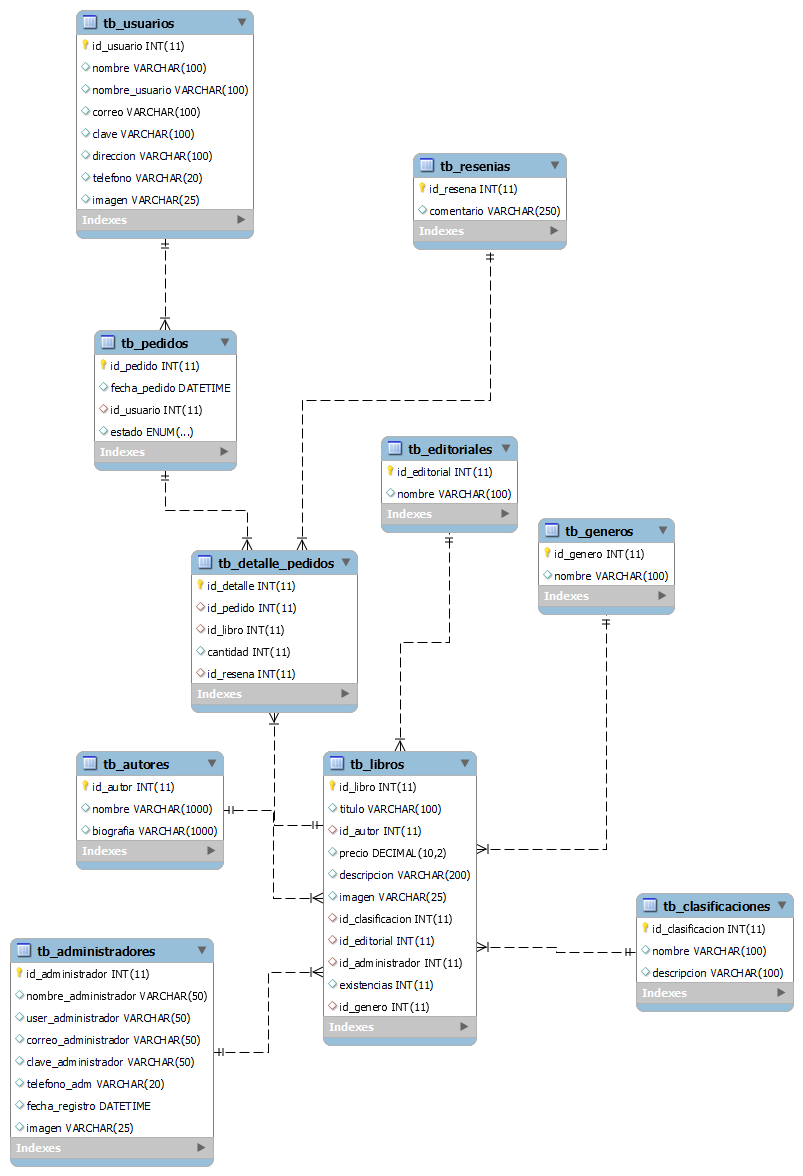 tb_usuarios
id_usuario INT(11)
nombre VARCHAR(100)
nombre_usuario VARCHAR(100)
correo VARCHAR(100)
clave VARCHAR(100)
direccion VARCHAR(100)
telefono VARCHAR(20)
imagen VARCHAR(25)
Indexes
tb_resenias
id_resena INT(11)
comentario VARCHAR(250)
Indexes
tb_pedidos
id_pedido INT(11)
fecha_pedido DATETIME
id_usuario INT(11)
estado ENUM(...)
Indexes
tb_editoriales
id_editorial INT(11)
nombre VARCHAR(100)
Indexes
tb_generos
id_genero INT(11)
nombre VARCHAR(100)
Indexes
tb_detalle_pedidos
id_detalle INT(11)
id_pedido INT(11)
id_libro INT(11)
cantidad INT(11)
id_resena INT(11)
Indexes
tb_autores
id_autor INT(11)
nombre VARCHAR(1000)
biografia VARCHAR(1000)
Indexes
tb_libros
id_libro INT(11)
titulo VARCHAR(100)
id_autor INT(11)
precio DECIMAL(10,2)
descripcion VARCHAR(200)
imagen VARCHAR(25)
id_clasificacion INT(11)
id_editorial INT(11)
id_administrador INT(11)
existencias INT(11)
id_genero INT(11)
Indexes
tb_clasificaciones
id_clasificacion INT(11)
nombre VARCHAR(100)
descripcion VARCHAR(100)
Indexes
tb_administradores
id_administrador INT(11)
nombre_administrador VARCHAR(50)
user_administrador VARCHAR(50)
correo_administrador VARCHAR(50)
clave_administrador VARCHAR(50)
telefono_adm VARCHAR(20)
fecha_registro DATETIME
imagen VARCHAR(25)
Indexes